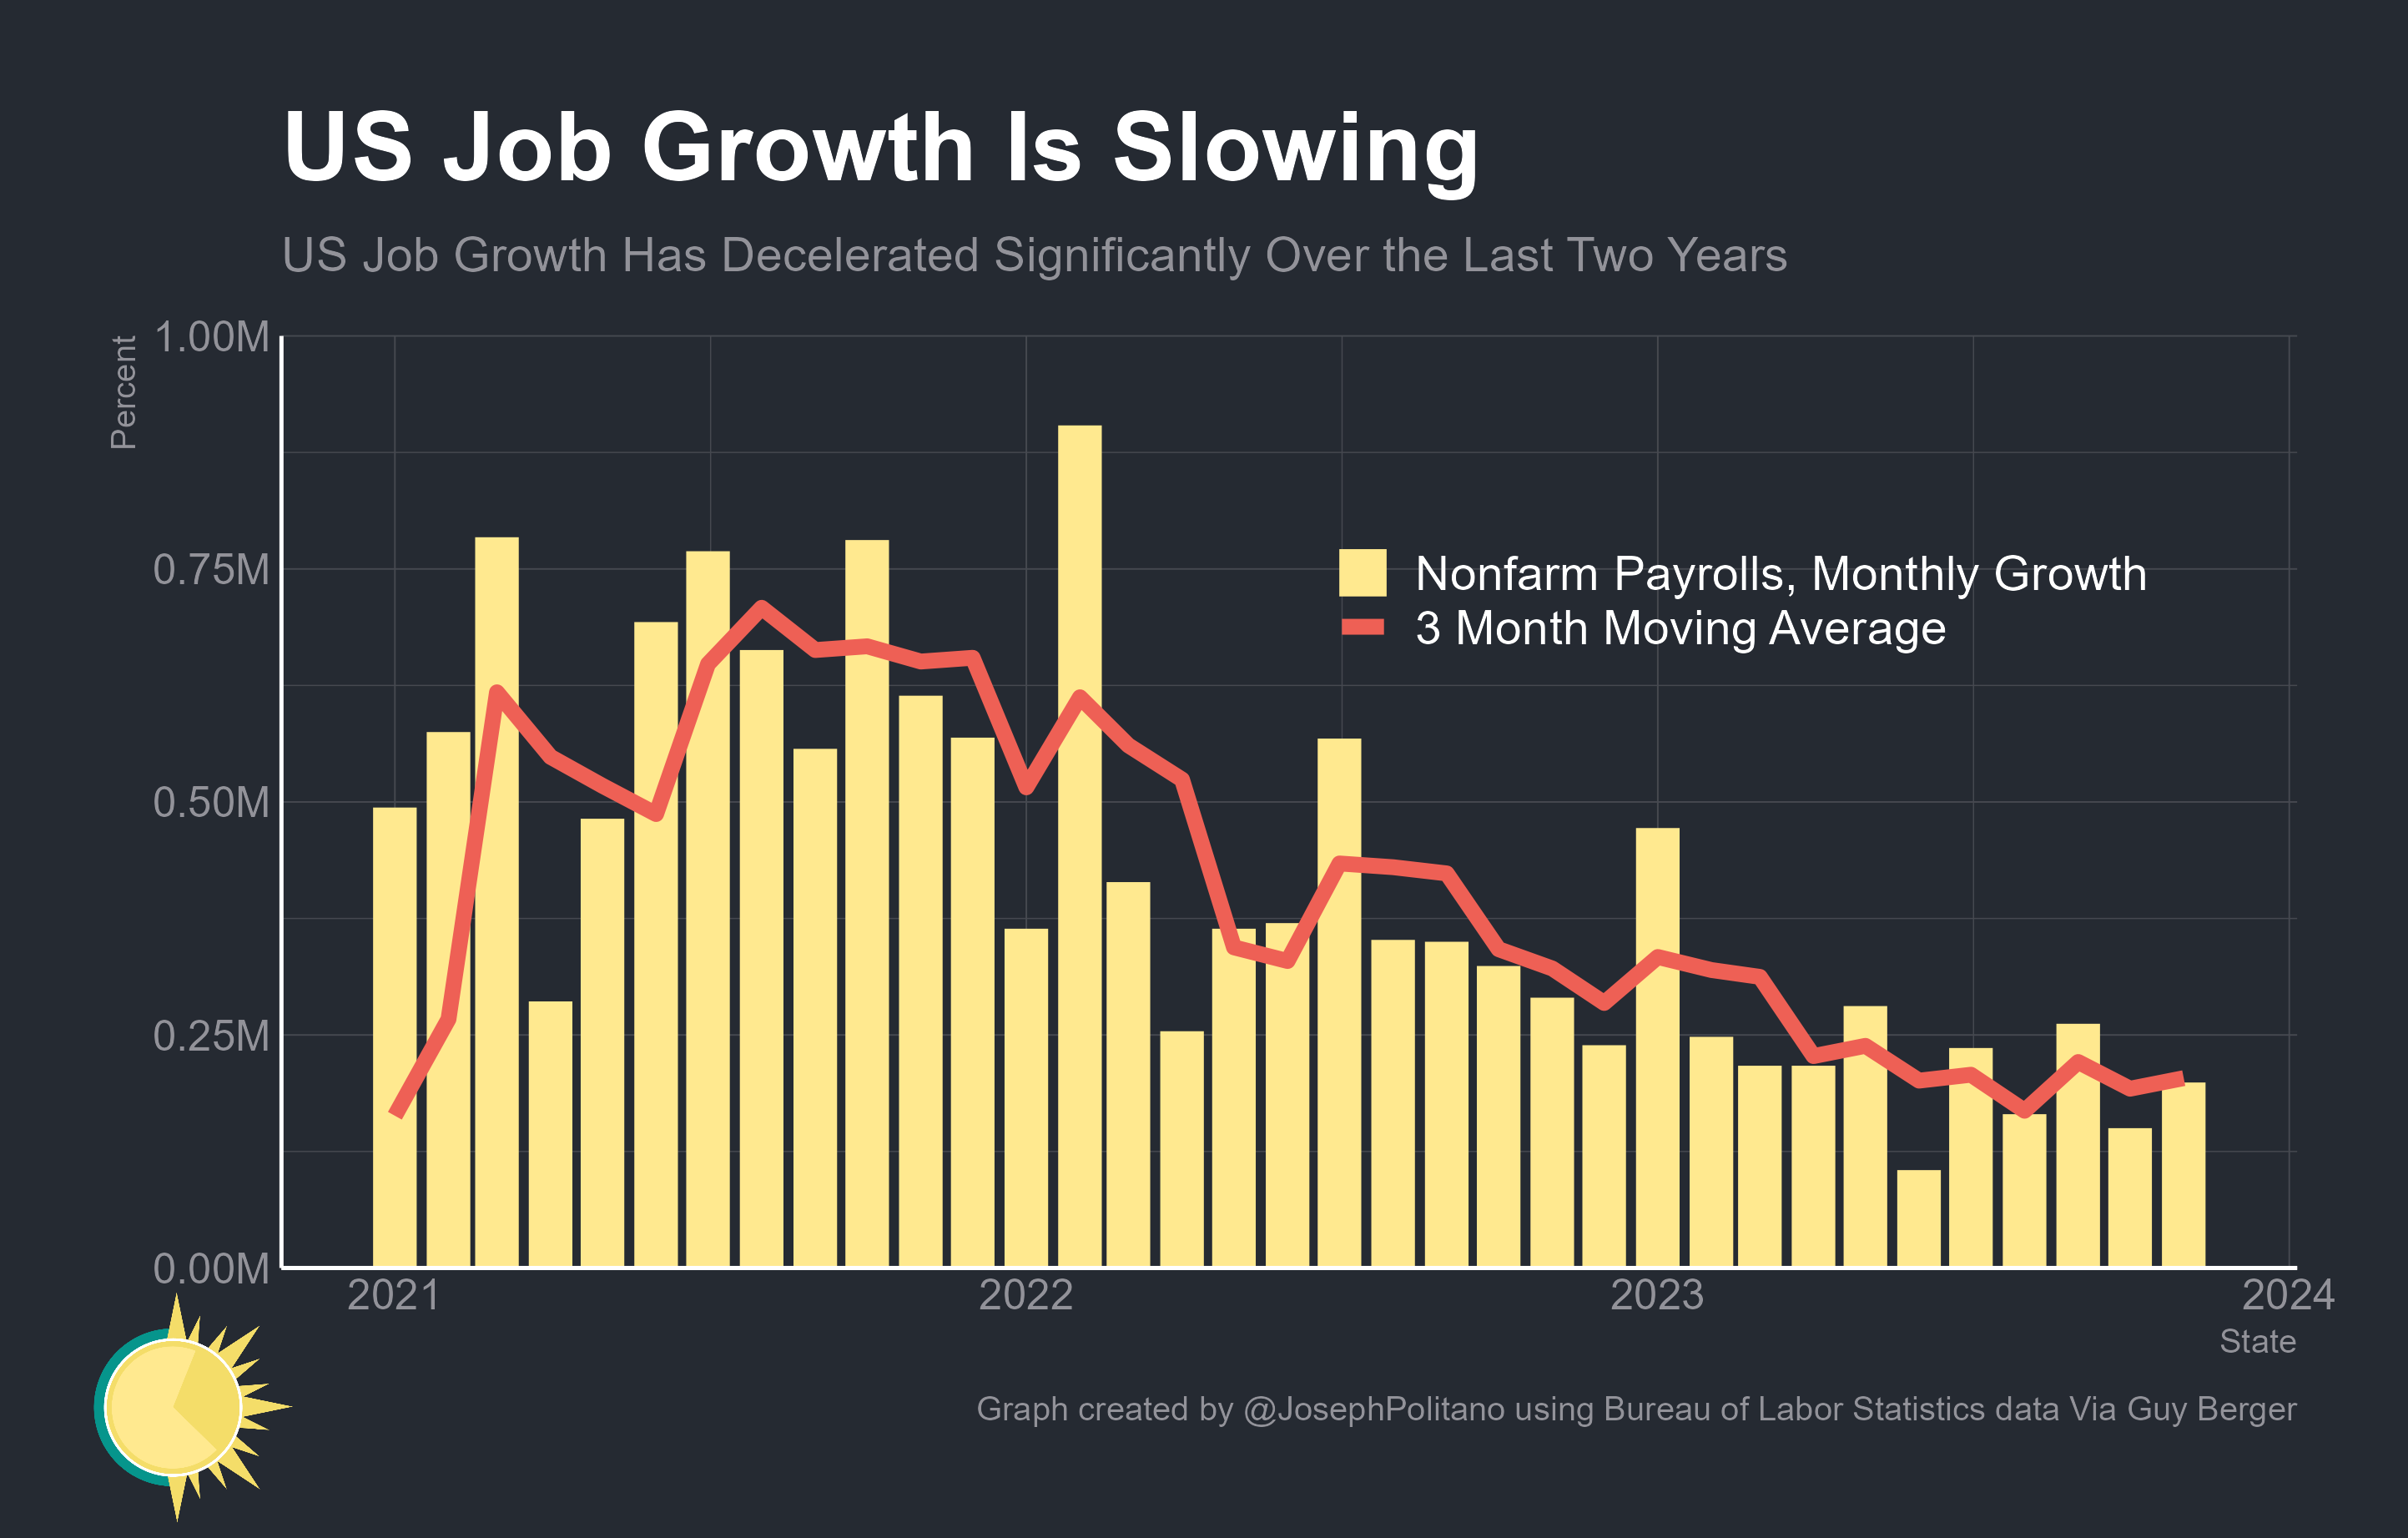 US Job Growth Is Slowing
US Job Growth Has Decelerated Significantly Over the Last Two Years
Percent
1.00M
0.75M
0.50M
0.25M
0.00M
Nonfarm Payrolls, Monthly Growth
3 Month Moving Average
2021
2022
2023
2024
State
Graph created by @JosephPolitano using Bureau of Labor Statistics data Via Guy Berger